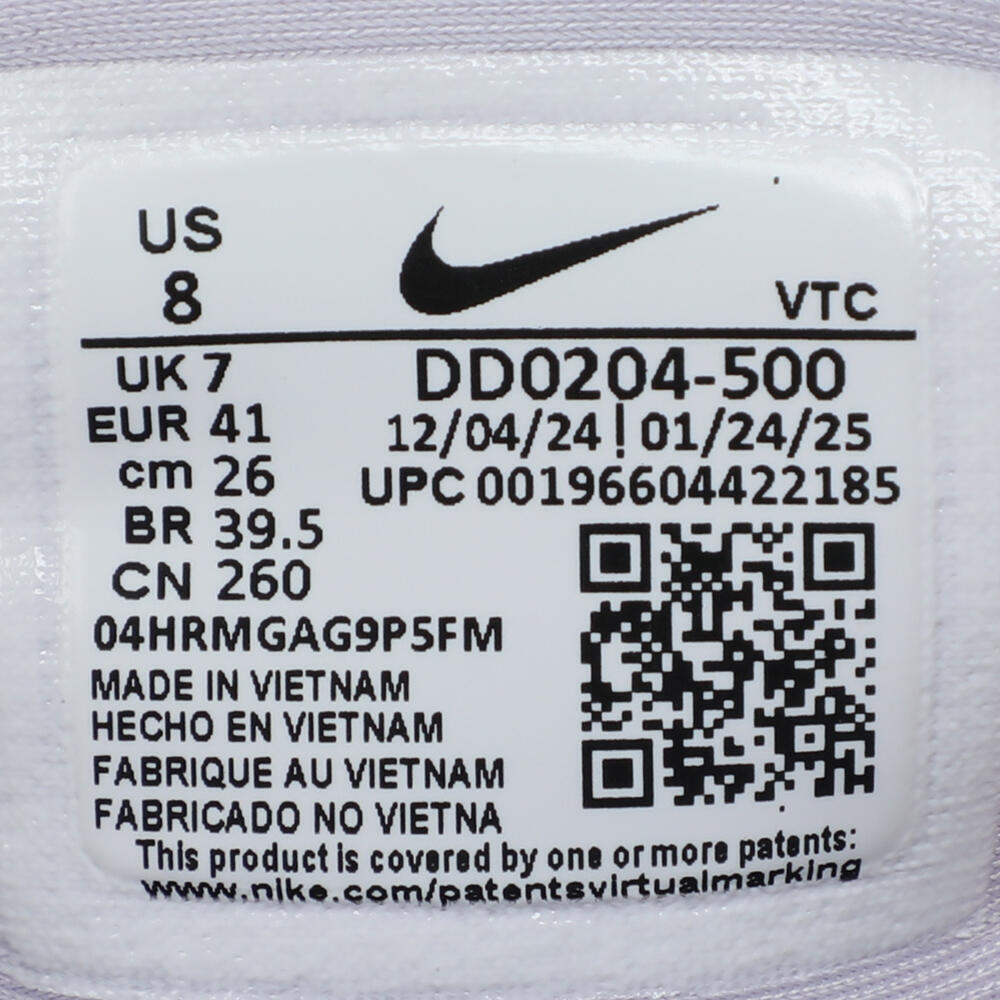 US
8
VTC
UK 7
EUR 41
cm 26
BR 39.5
CN 260
DD0204-500
12/04/24 | 01/24/25
UPC 00196604422185
04HRMGAG9P5FM
MADE IN VIETNAM
HECHO EN VIETNAM
FABRIQUE AU VIETNAM
FABRICADO NO VIETNA
This product is covered by one or more patents:
www.nike.com/patentsvirtualmarking